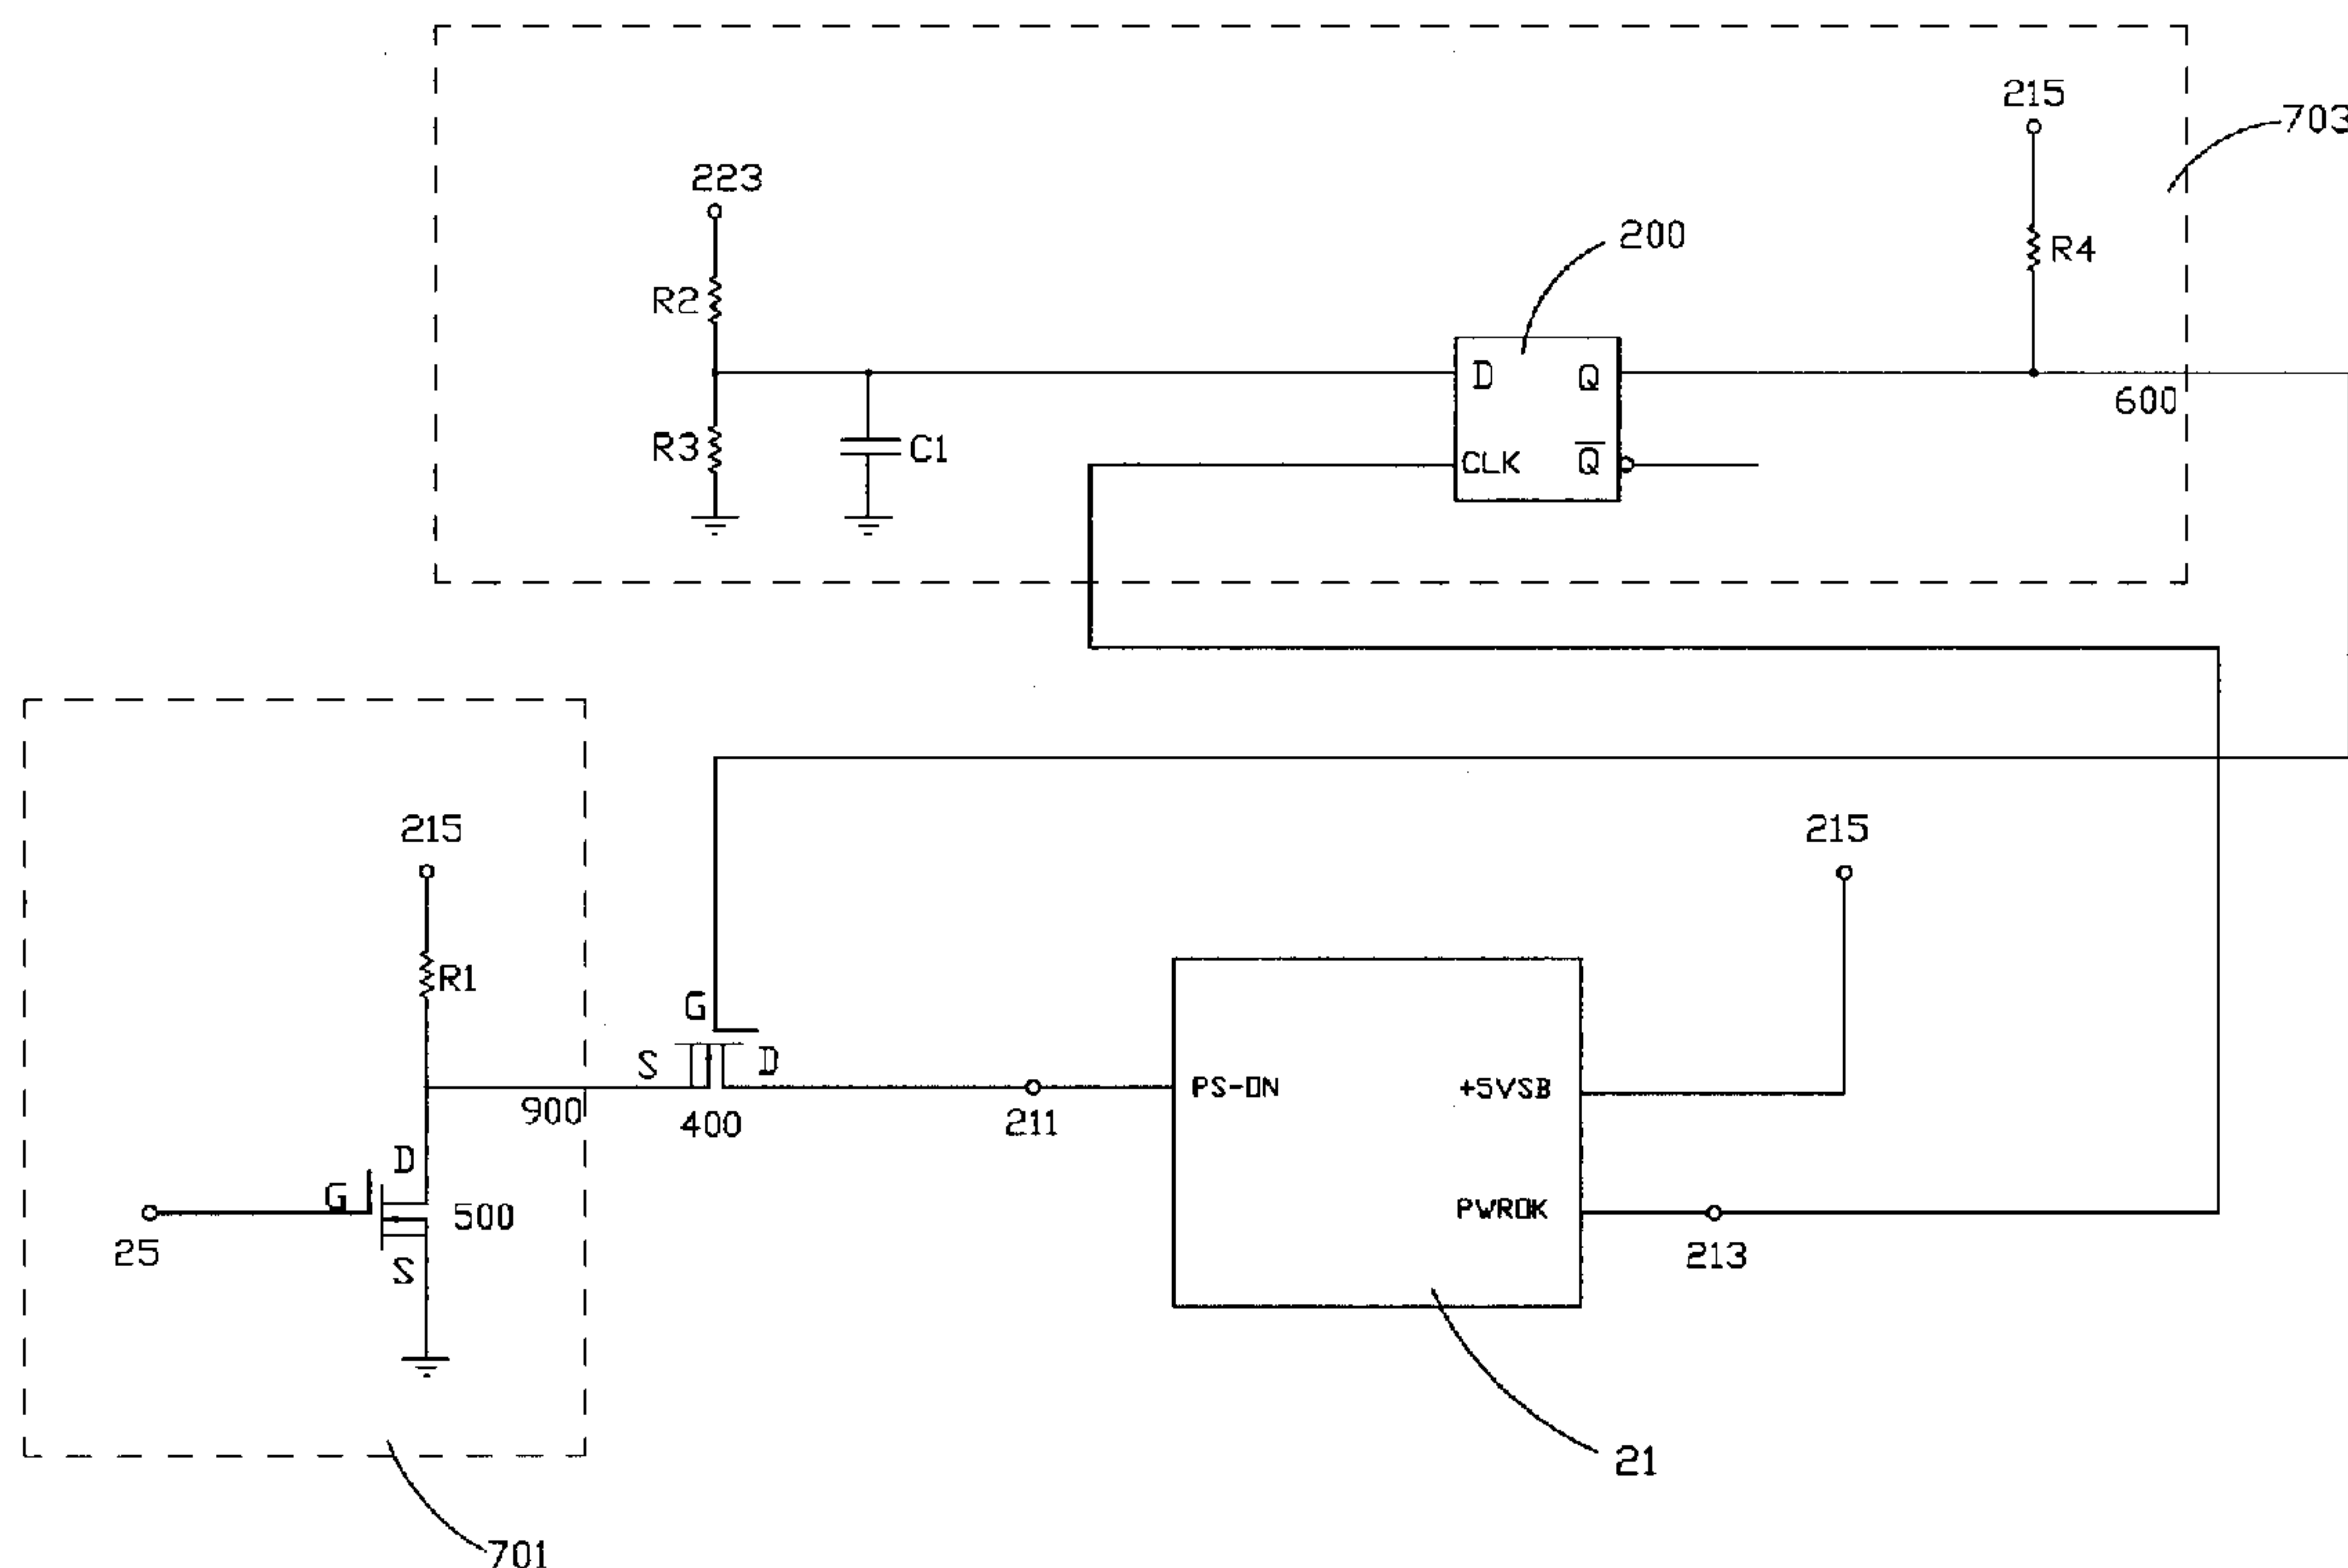 215
703
223
200
R2
R4
D Q
600
R3
C1
CLK Q̅
215
215
R1
G
S D
PS-ON +5VSB
900
400
211
D
G
500
PWROK
25
213
S
21
701